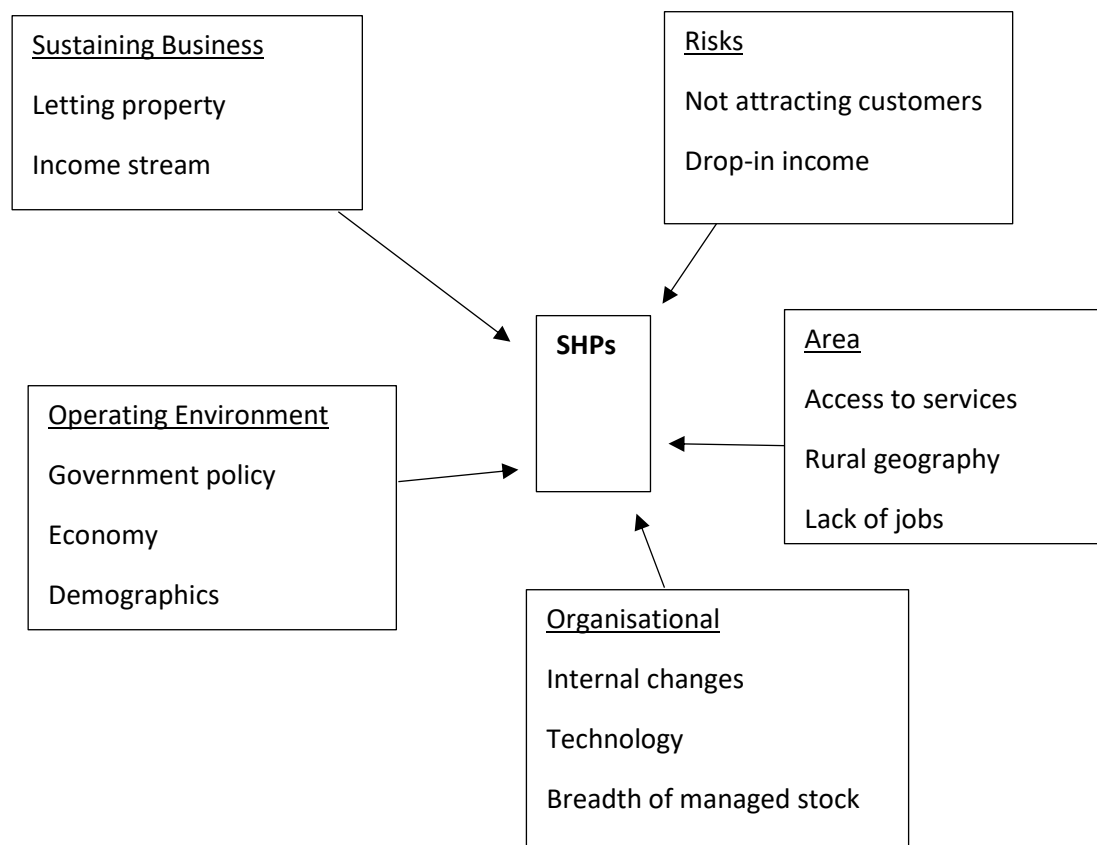 Sustaining Business
Letting property
Income stream
Risks
Not attracting customers
Drop-in income
SHPs
Area
Access to services
Rural geography
Lack of jobs
Operating Environment
Government policy
Economy
Demographics
Organisational
Internal changes
Technology
Breadth of managed stock